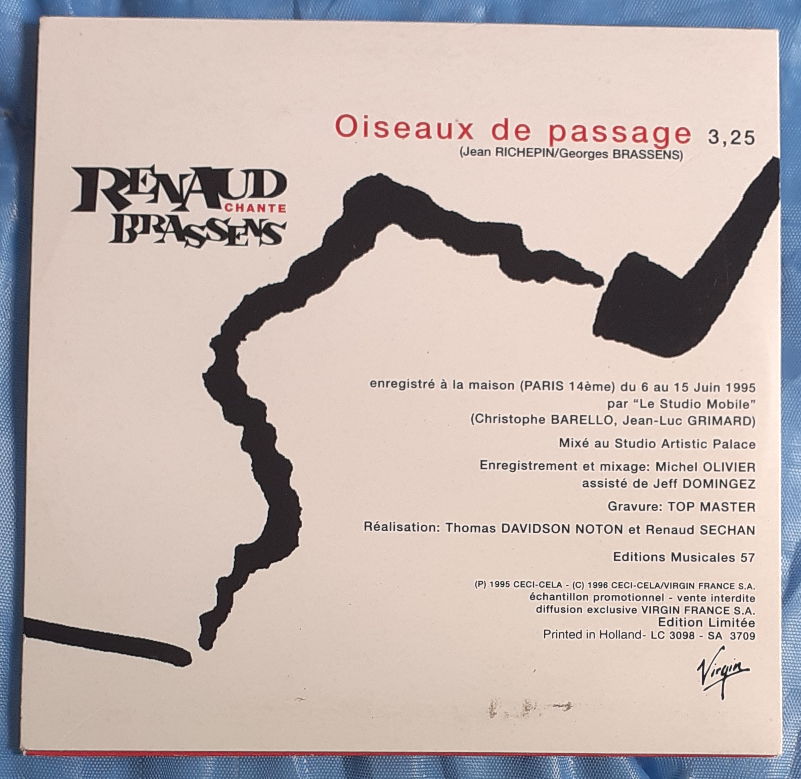 Oiseaux de passage 3,25
(Jean RICHEPIN/Georges BRASSENS)
RENAUD
CHANTE
BRASSENS
enregistré à la maison (PARIS 14ème) du 6 au 15 Juin 1995
par “Le Studio Mobile”
(Christophe BARELLO, Jean-Luc GRIMARD)
Mixé au Studio Artistic Palace
Enregistrement et mixage: Michel OLIVIER
assisté de Jeff DOMINGEZ
Gravure: TOP MASTER
Réalisation: Thomas DAVIDSON NOTON et Renaud SECHAN
Editions Musicales 57
(P) 1995 CECI-CELA - (C) 1996 CECI-CELA/VIRGIN FRANCE S.A.
échantillon promotionnel - vente interdite
diffusion exclusive VIRGIN FRANCE S.A.
Edition Limitée
Printed in Holland- LC 3098 - SA 3709
Virgin